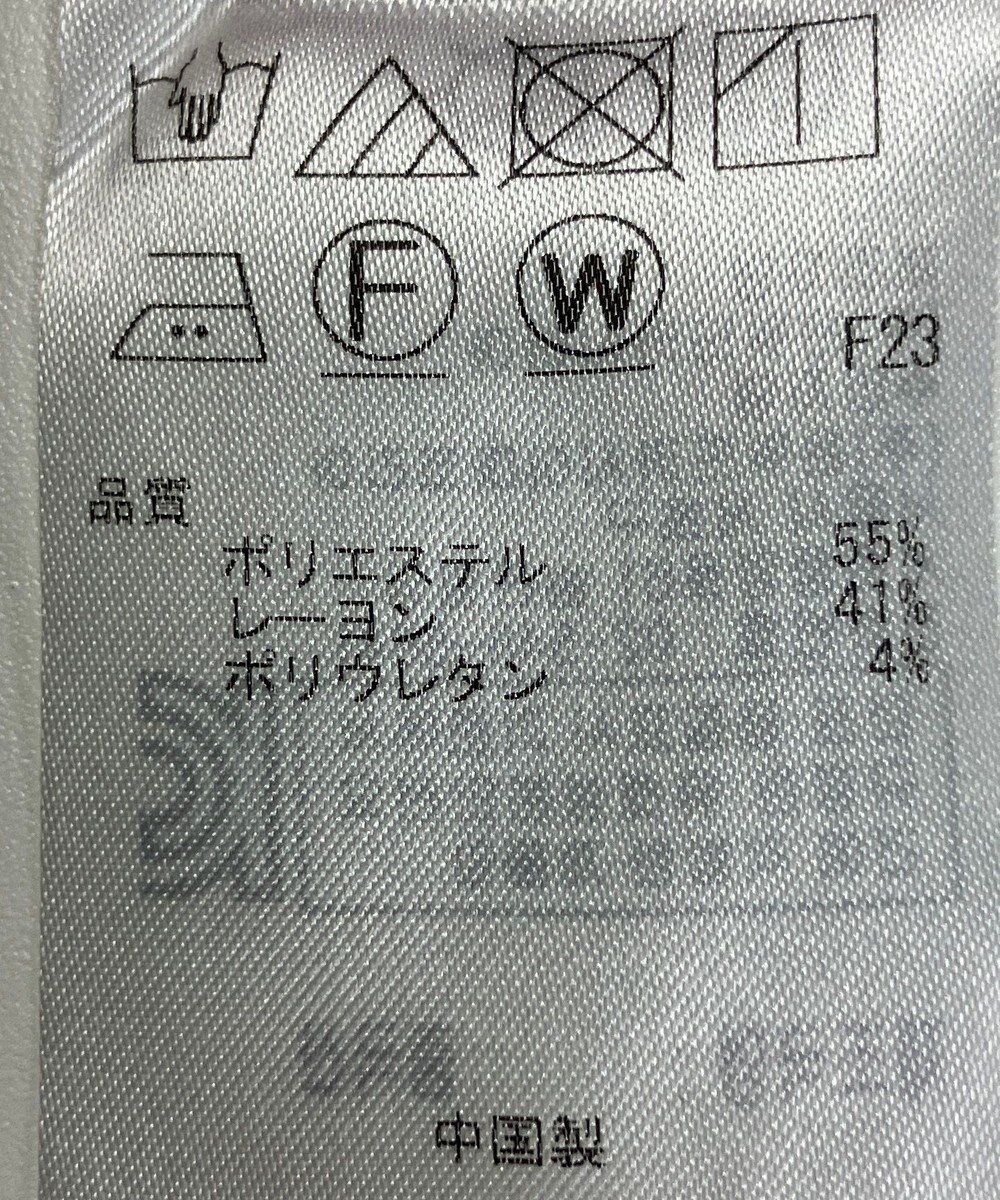 F W F23
品質
ポリエステル 55%
レーヨン 41%
ポリウレタン 4%
中国製